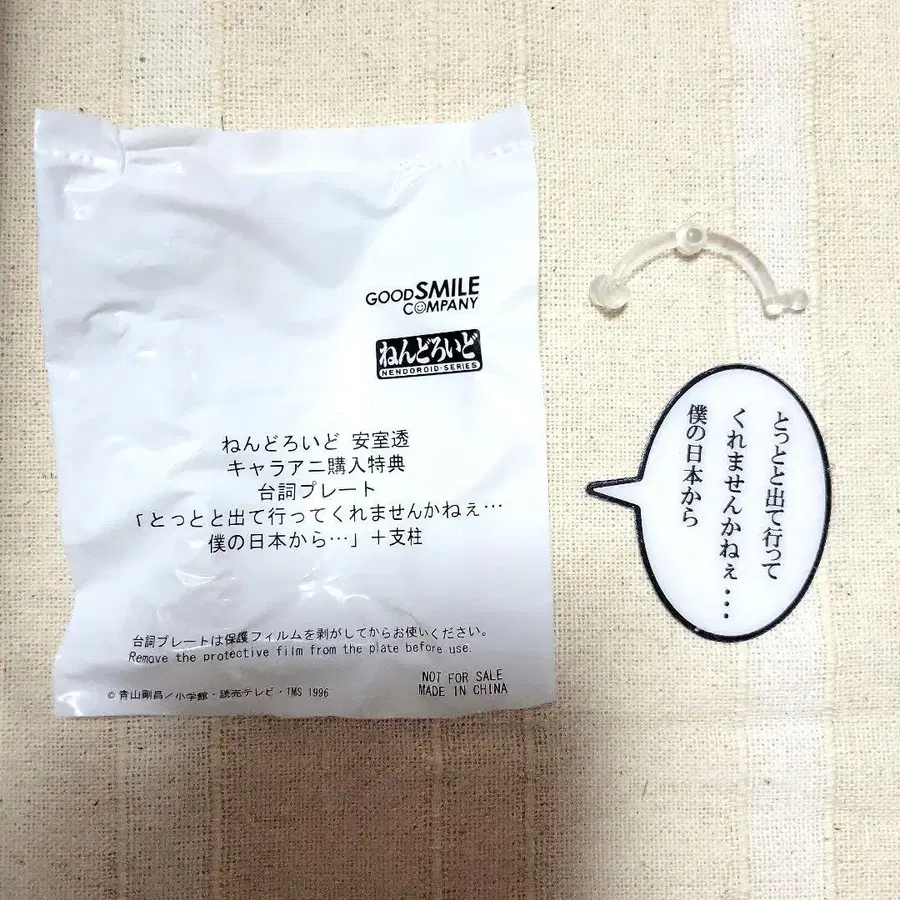 GOOD SMILE
COMPANY
ねんどろいど
NENDOROID SERIES
ねんどろいど 安室透
キャラアニ購入特典
台詞プレート
「とっとと出て行ってくれませんかねぇ…
僕の日本から…」＋支柱
台詞プレートは保護フィルムを剥がしてからお使いください。
Remove the protective film from the plate before use.
NOT FOR SALE
MADE IN CHINA
© 青山剛昌／小学館・読売テレビ・TMS 1996
とっとと出て行って
くれませんかねぇ…
僕の日本から